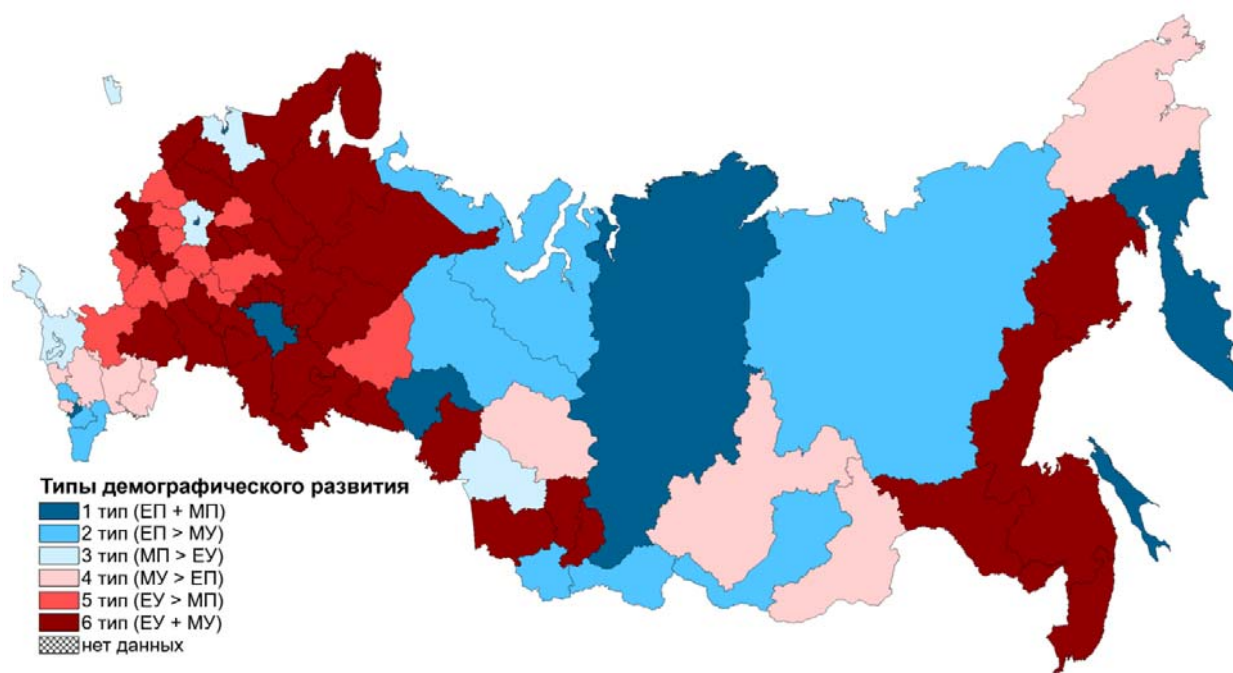 Типы демографического развития
1 тип (ЕП + МП)
2 тип (ЕП > МУ)
3 тип (МП > ЕУ)
4 тип (МУ > ЕП)
5 тип (ЕУ > МП)
6 тип (ЕУ + МУ)
нет данных